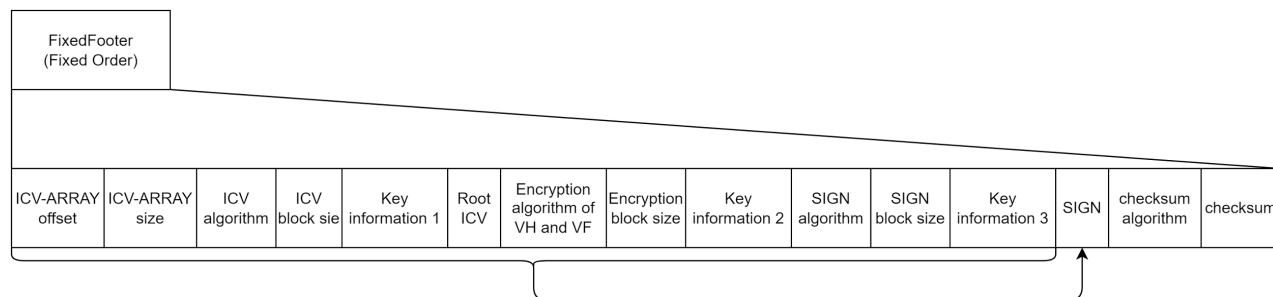 FixedFooter
(Fixed Order)
ICV-ARRAY
offset
ICV-ARRAY
size
ICV
algorithm
ICV
block sie
Key
information 1
Root
ICV
Encryption
algorithm of
VH and VF
Encryption
block size
Key
information 2
SIGN
algorithm
SIGN
block size
Key
information 3
SIGN
checksum
algorithm
checksum